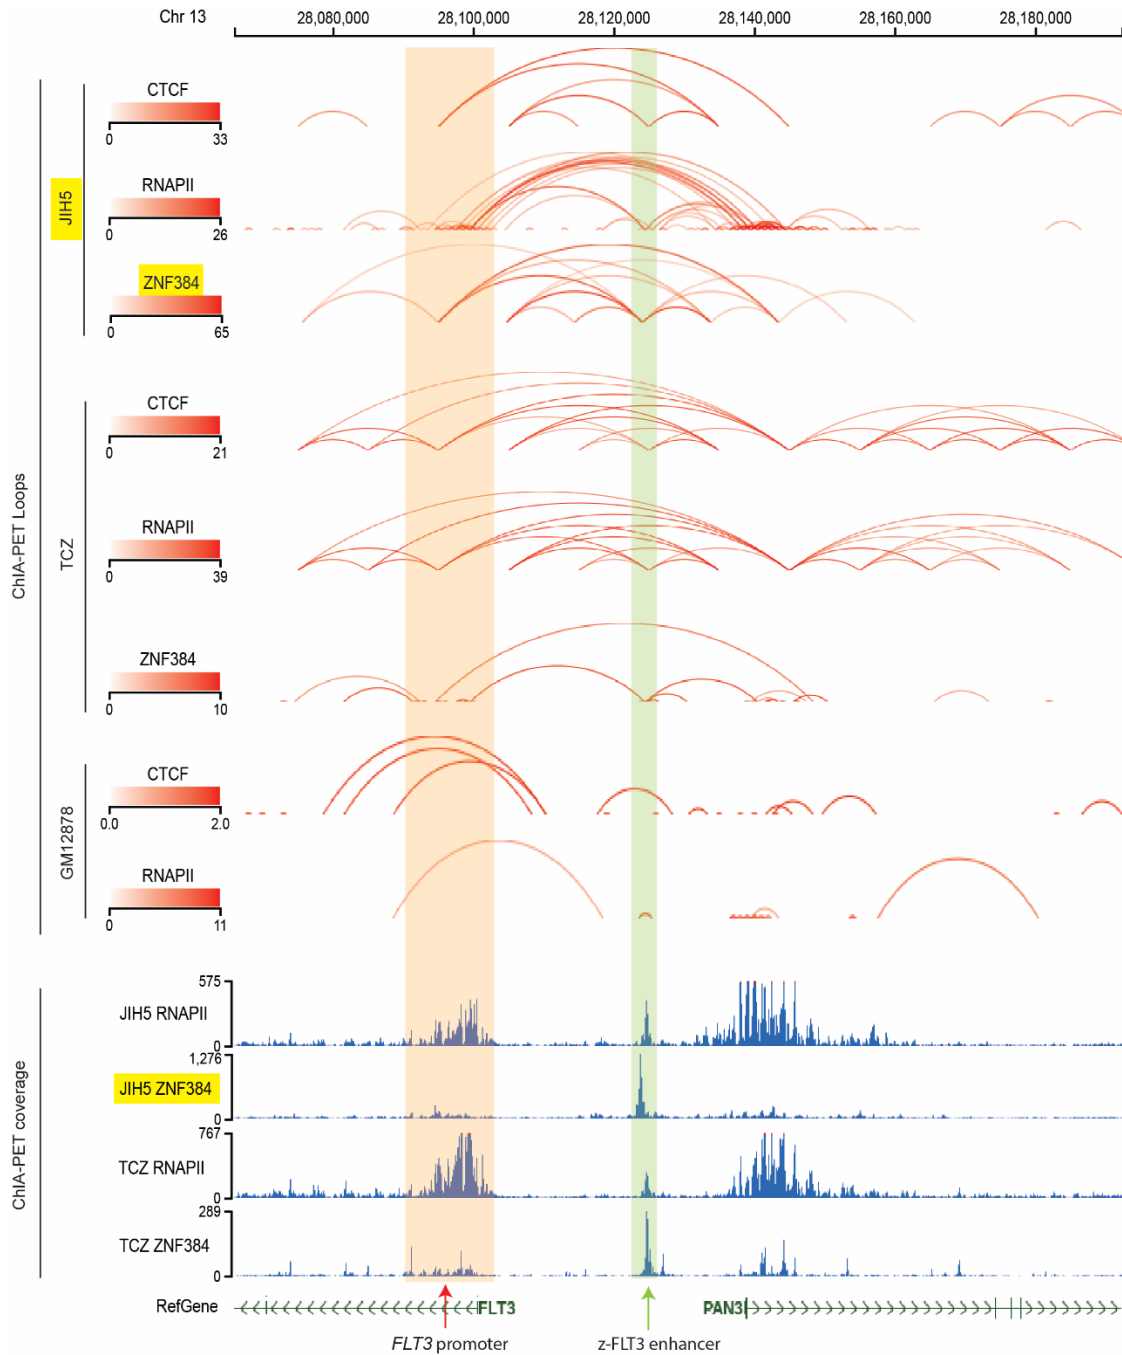 Chr 13
28,080,000 28,100,000 28,120,000 28,140,000 28,160,000 28,180,000
ChIA-PET Loops
JIH5
CTCF
0 33
RNAPII
0 26
ZNF384
0 65
TCZ
CTCF
0 21
RNAPII
0 39
ZNF384
0 10
GM12878
CTCF
0.0 2.0
RNAPII
0 11
ChIA-PET coverage
575
JIH5 RNAPII
0
1,276
JIH5 ZNF384
0
767
TCZ RNAPII
0
289
TCZ ZNF384
0
RefGene FLT3 PAN3
FLT3 promoter z-FLT3 enhancer